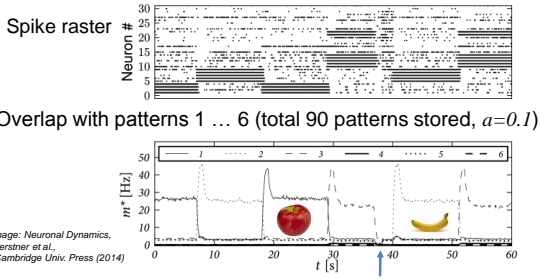 Spike raster
Neuron #
30
25
20
15
10
5
0
Overlap with patterns 1 … 6 (total 90 patterns stored, a=0.1)
1 2 3 4 5 6
m* [Hz]
50
40
30
20
10
0
0 10 20 30 40 50 60
t [s]
mage: Neuronal Dynamics,
erstner et al.,
Cambridge Univ. Press (2014)